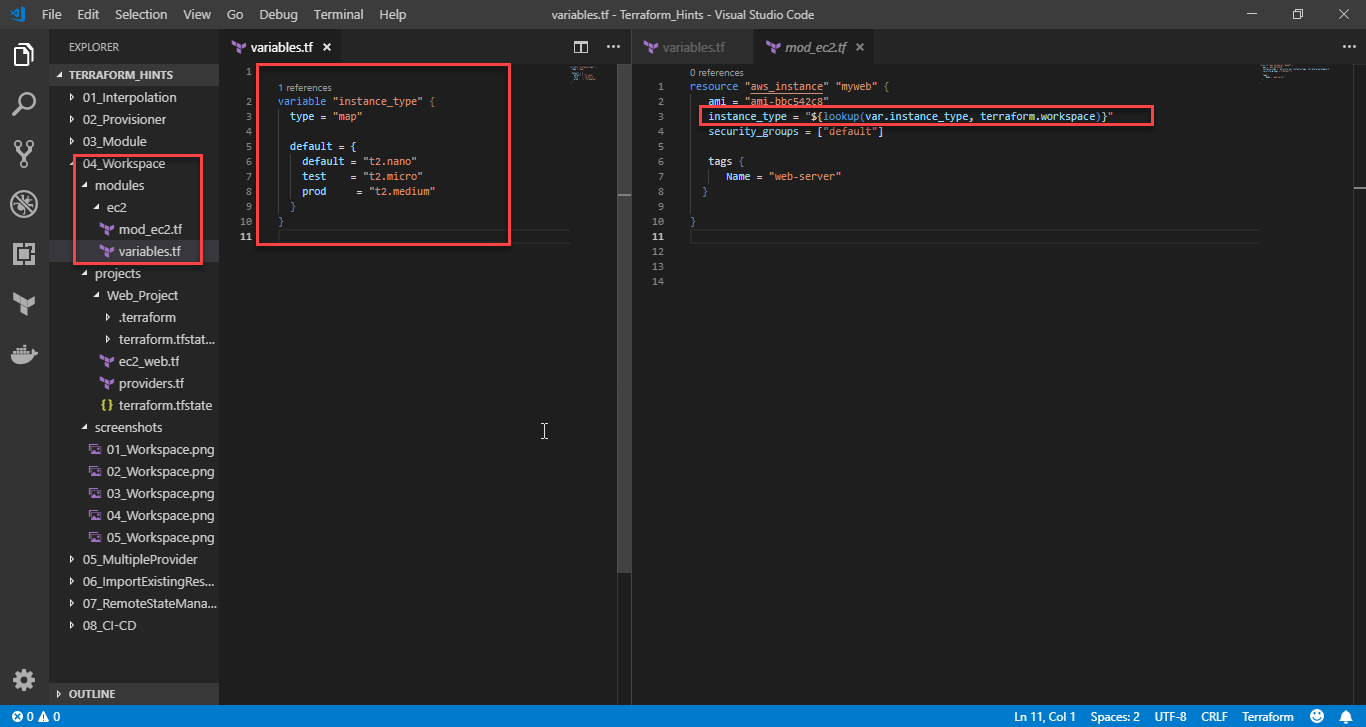 File Edit Selection View Go Debug Terminal Help variables.tf - Terraform_Hints - Visual Studio Code
EXPLORER
TERRAFORM_HINTS
01_Interpolation
02_Provisioner
03_Module
04_Workspace
modules
ec2
mod_ec2.tf
variables.tf
projects
Web_Project
.terraform
terraform.tfstat...
ec2_web.tf
providers.tf
{} terraform.tfstate
screenshots
01_Workspace.png
02_Workspace.png
03_Workspace.png
04_Workspace.png
05_Workspace.png
05_MultipleProvider
06_ImportExistingRes...
07_RemoteStateMana...
08_CI-CD
OUTLINE
variables.tf
1
1 references
2 variable "instance_type" {
3 type = "map"
4
5 default = {
6 default = "t2.nano"
7 test = "t2.micro"
8 prod = "t2.medium"
9 }
10 }
11
variables.tf mod_ec2.tf
0 references
1 resource "aws_instance" "myweb" {
2 ami = "ami-bbc542c8"
3 instance_type = "${lookup(var.instance_type, terraform.workspace)}"
4 security_groups = ["default"]
5
6 tags {
7 Name = "web-server"
8 }
9
10 }
11
12
13
14
0 0 Ln 11, Col 1 Spaces: 2 UTF-8 CRLF Terraform